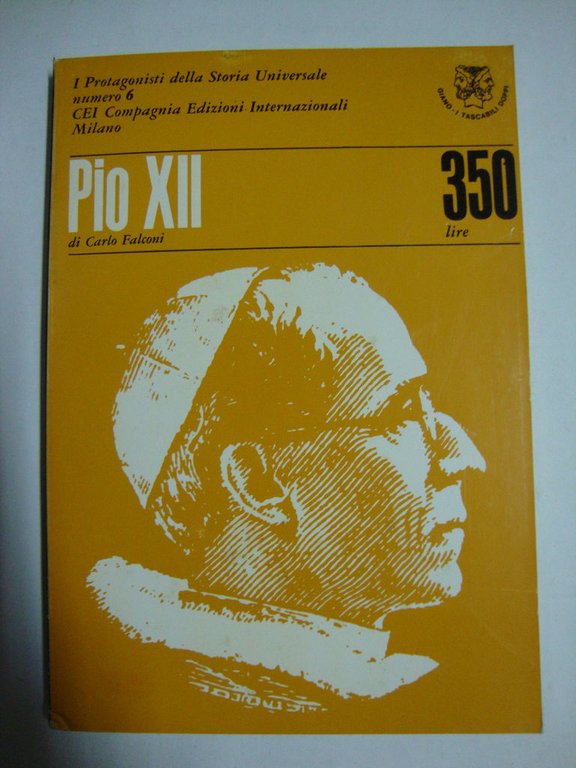 I Protagonisti della Storia Universale
numero 6
CEI Compagnia Edizioni Internazionali
Milano
GIANO - I TASCABILI DOPPI
Pio XII
350
di Carlo Falconi
lire